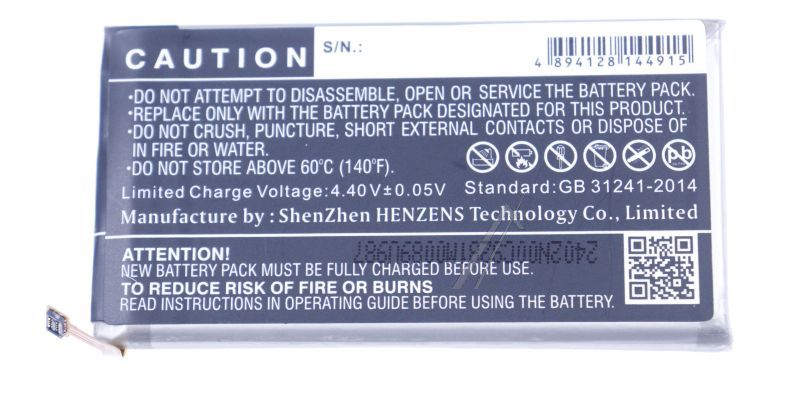 CAUTION
S/N.:
4 894128 144915
•DO NOT ATTEMPT TO DISASSEMBLE, OPEN OR SERVICE THE BATTERY PACK.
•REPLACE ONLY WITH THE BATTERY PACK DESIGNATED FOR THIS PRODUCT.
•DO NOT CRUSH, PUNCTURE, SHORT EXTERNAL CONTACTS OR DISPOSE OF
IN FIRE OR WATER.
•DO NOT STORE ABOVE 60°C (140°F).
Pb
Limited Charge Voltage:4.40V±0.05V Standard:GB 31241-2014
Manufacture by : ShenZhen HENZENS Technology Co., Limited
ATTENTION!
NEW BATTERY PACK MUST BE FULLY CHARGED BEFORE USE.
TO REDUCE RISK OF FIRE OR BURNS
READ INSTRUCTIONS IN OPERATING GUIDE BEFORE USING THE BATTERY.